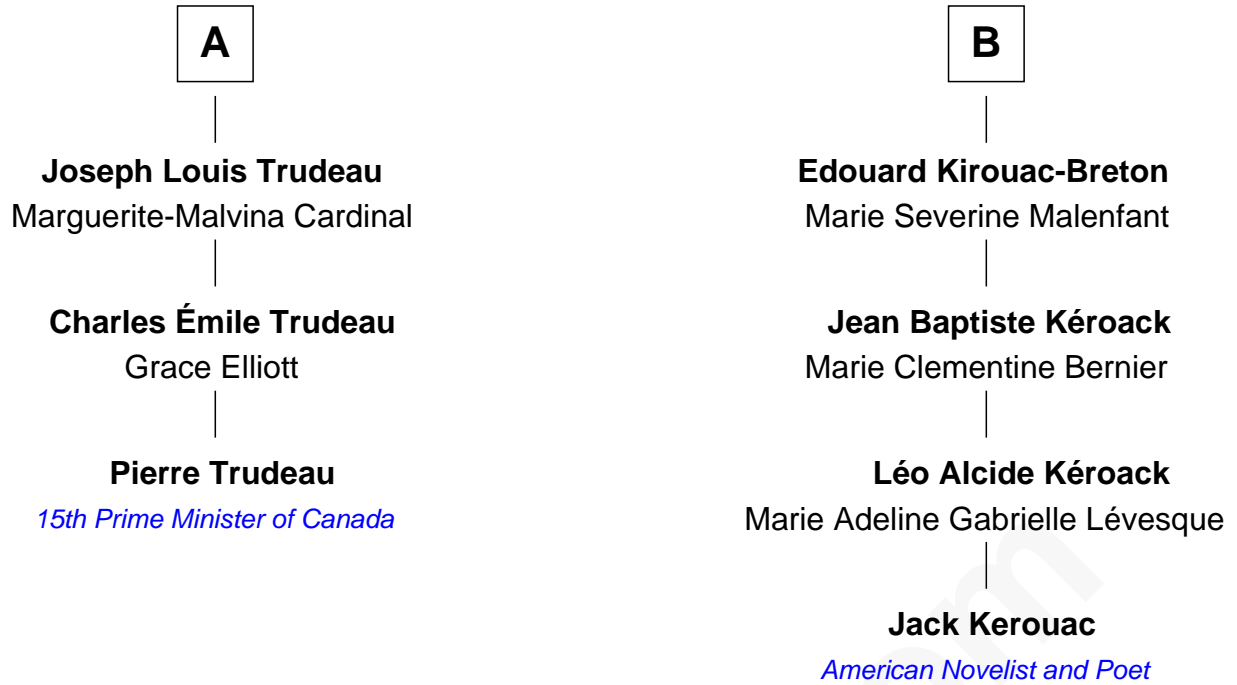 A
Joseph Louis Trudeau
Marguerite-Malvina Cardinal
Charles Émile Trudeau
Grace Elliott
Pierre Trudeau
15th Prime Minister of Canada
B
Edouard Kirouac-Breton
Marie Severine Malenfant
Jean Baptiste Kéroack
Marie Clementine Bernier
Léo Alcide Kéroack
Marie Adeline Gabrielle Lévesque
Jack Kerouac
American Novelist and Poet